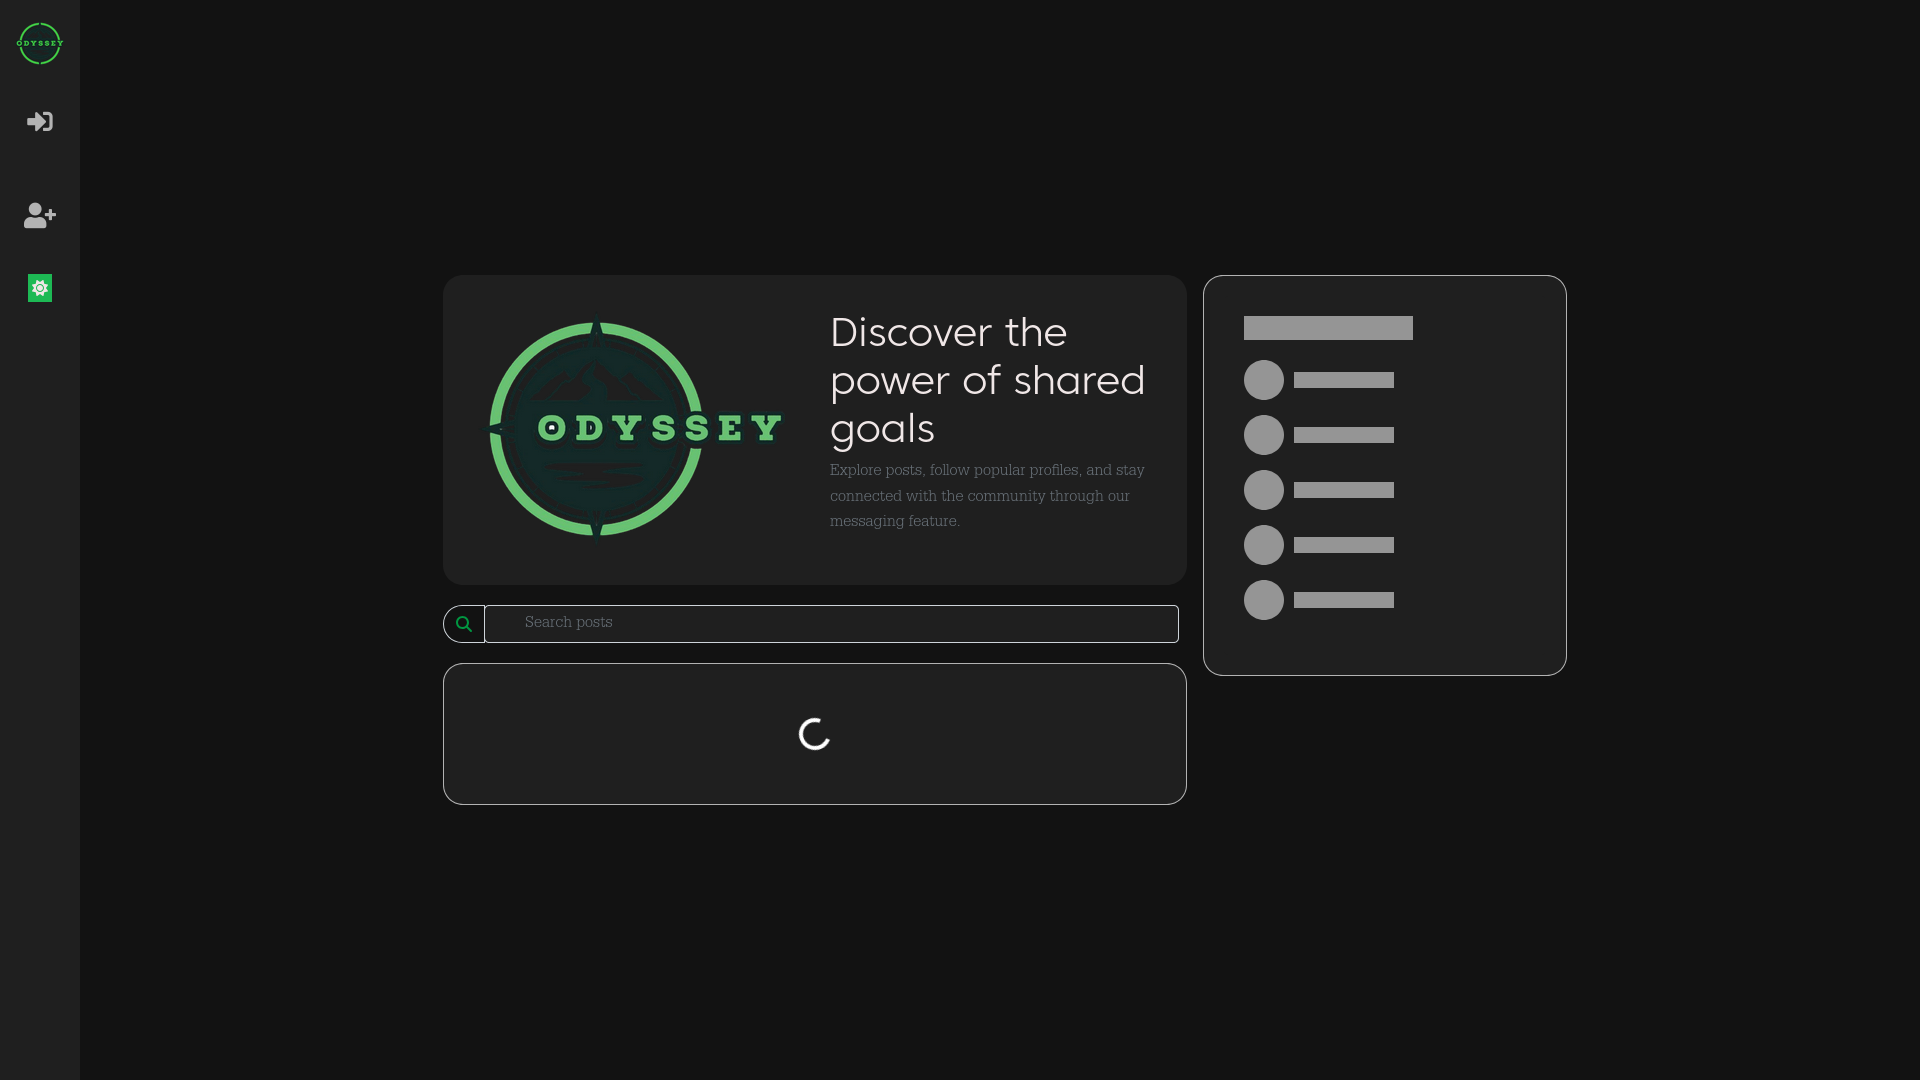 ODYSSEY
ODYSSEY
Discover the
power of shared
goals
Explore posts, follow popular profiles, and stay
connected with the community through our
messaging feature.
Search posts